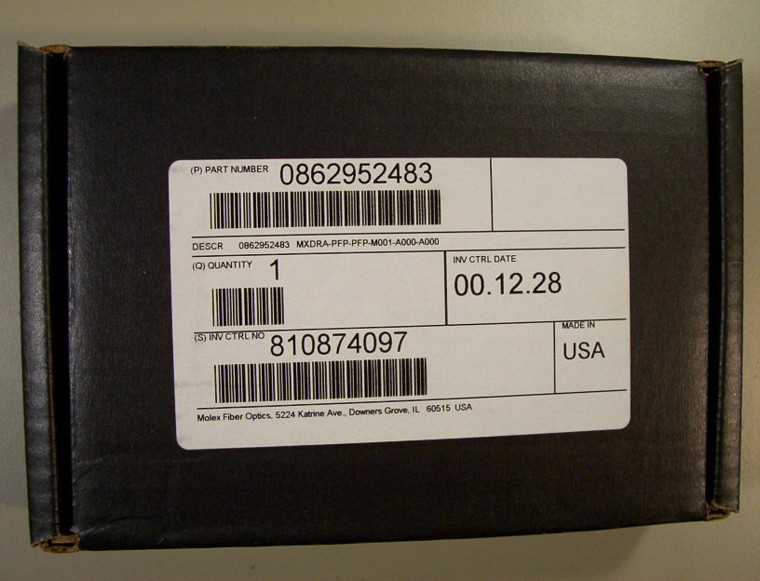 (P) PART NUMBER 0862952483
DESCR 0862952483 MXDRA-PFP-PFP-M001-A000-A000
(Q) QUANTITY 1
INV CTRL DATE
00.12.28
(S) INV CTRL NO 810874097
MADE IN
USA
Molex Fiber Optics, 5224 Katrine Ave., Downers Grove, IL 60515 USA